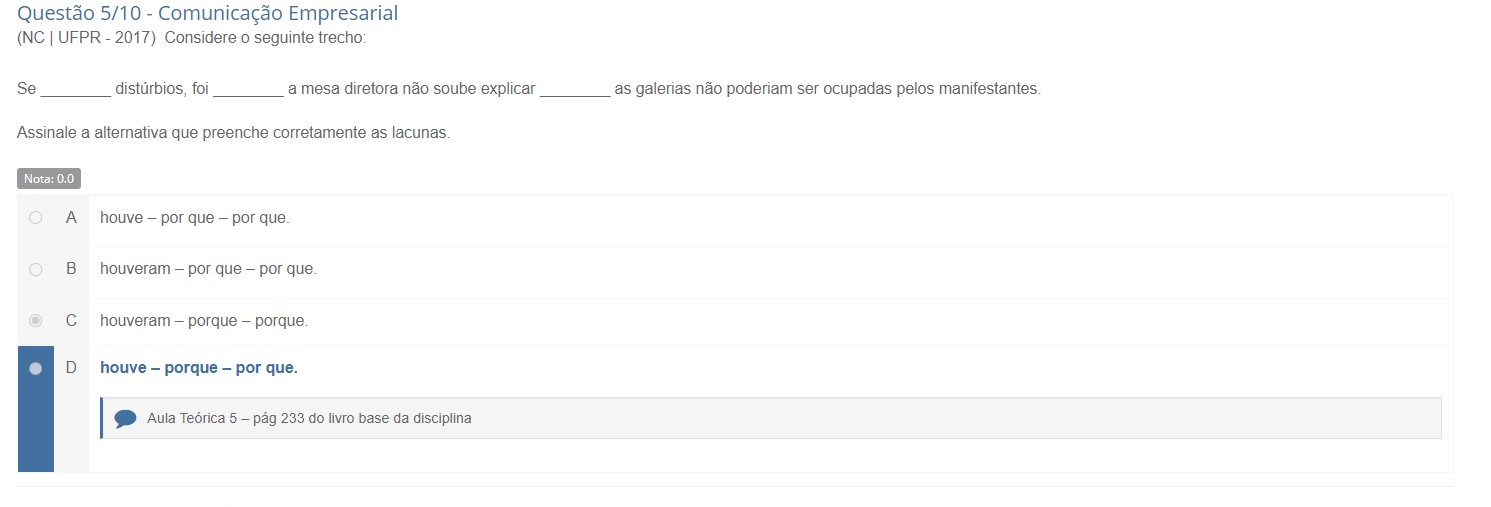 Questão 5/10 - Comunicação Empresarial
(NC | UFPR - 2017)  Considere o seguinte trecho:
Se ________ distúrbios, foi ________ a mesa diretora não soube explicar ________ as galerias não poderiam ser ocupadas pelos manifestantes.
Assinale a alternativa que preenche corretamente as lacunas.
Nota: 0.0
A houve – por que – por que.
B houveram – por que – por que.
C houveram – porque – porque.
D houve – porque – por que.
Aula Teórica 5 – pág 233 do livro base da disciplina